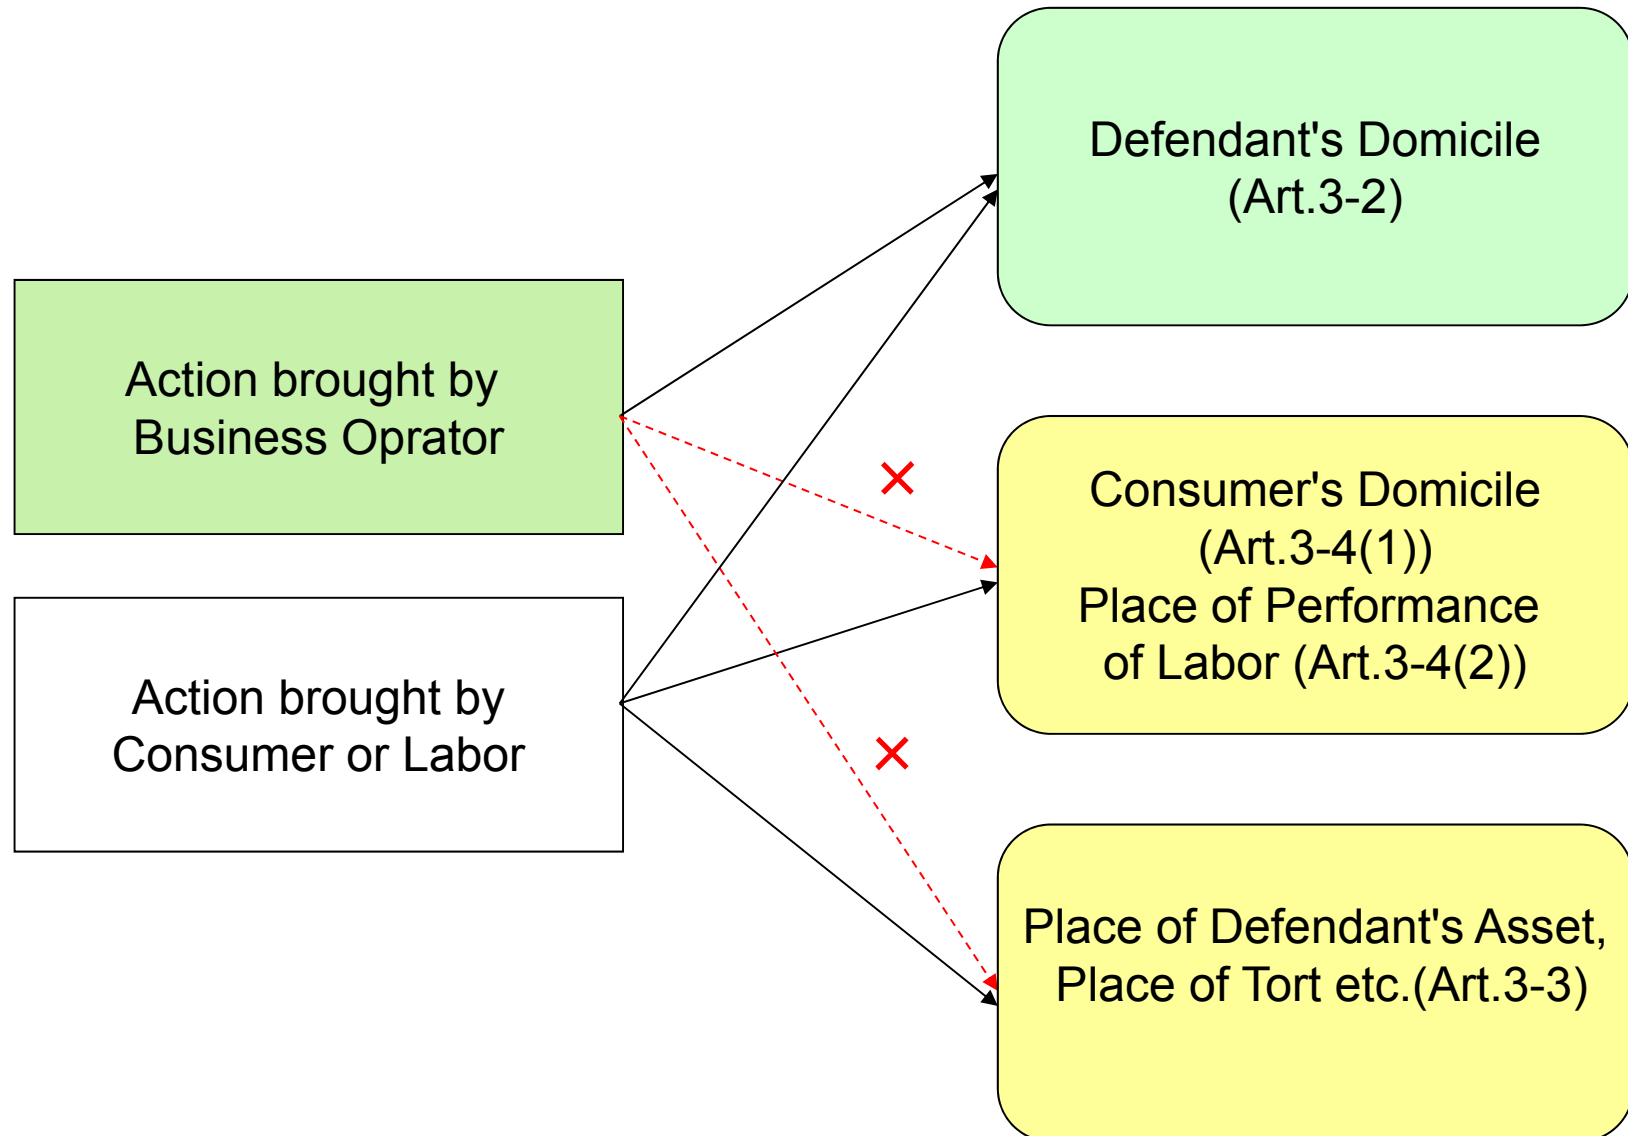 Defendant's Domicile
(Art.3-2)
Action brought by
Business Oprator
Consumer's Domicile
(Art.3-4(1))
Place of Performance
of Labor (Art.3-4(2))
Action brought by
Consumer or Labor
Place of Defendant's Asset,
Place of Tort etc.(Art.3-3)